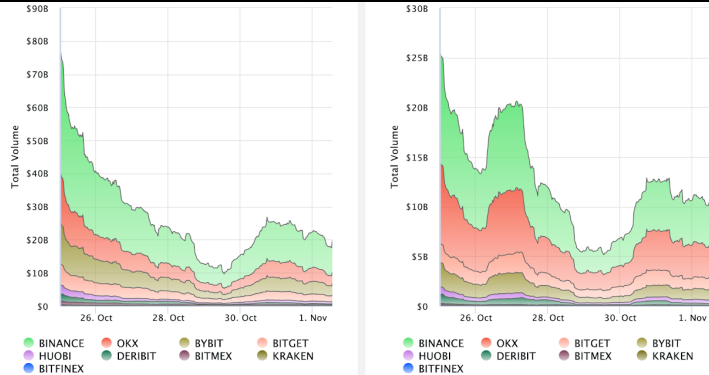 $90B
$80B
$70B
$60B
$50B
$40B
$30B
$20B
$10B
$0
Total Volume
26. Oct 28. Oct 30. Oct 1. Nov
BINANCE OKX BYBIT BITGET
HUOBI DERIBIT BITMEX KRAKEN
BITFINEX
$30B
$25B
$20B
$15B
$10B
$5B
$0
Total Volume
26. Oct 28. Oct 30. Oct 1. Nov
BINANCE OKX BITGET BYBIT
HUOBI DERIBIT BITMEX KRAKEN
BITFINEX